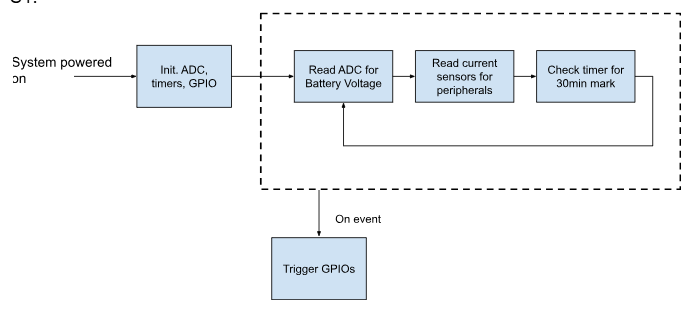 System powered
on
Init. ADC,
timers, GPIO
Read ADC for
Battery Voltage
Read current
sensors for
peripherals
Check timer for
30min mark
On event
Trigger GPIOs